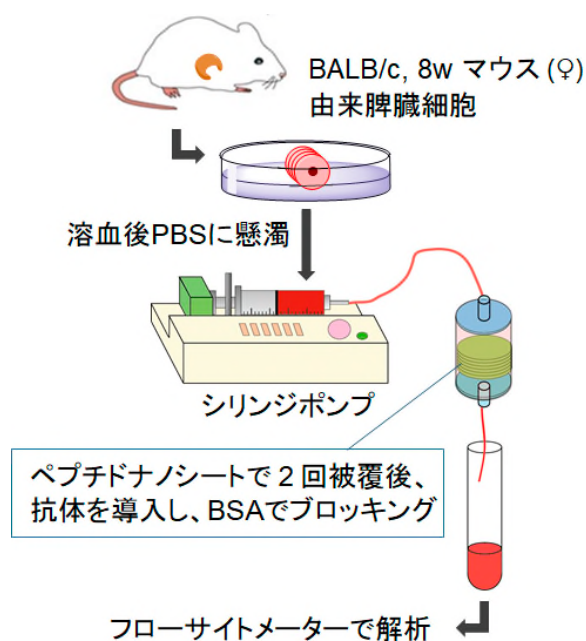 BALB/c, 8w マウス (♀)
由来脾臓細胞
溶血後PBSに懸濁
シリンジポンプ
ペプチドナノシートで2回被覆後、
抗体を導入し、BSAでブロッキング
フローサイトメーターで解析